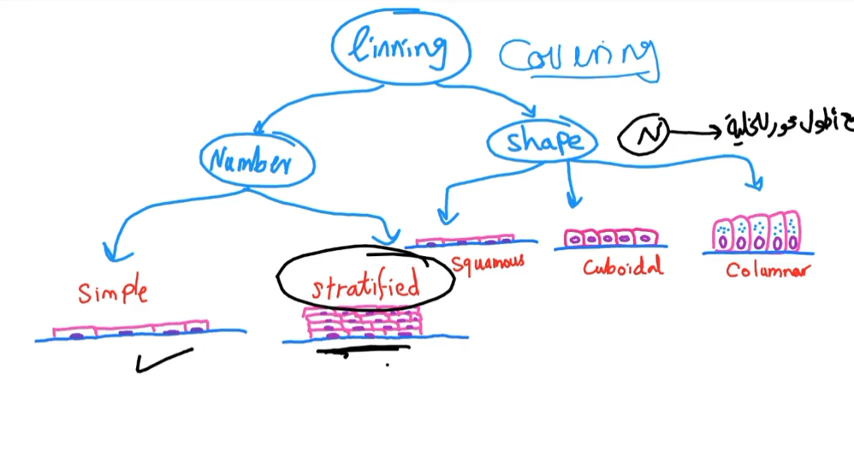 linning
Covering
Number
shape
N
أطول محور للخلية
Simple
stratified
Squamous
Cuboidal
Columnar